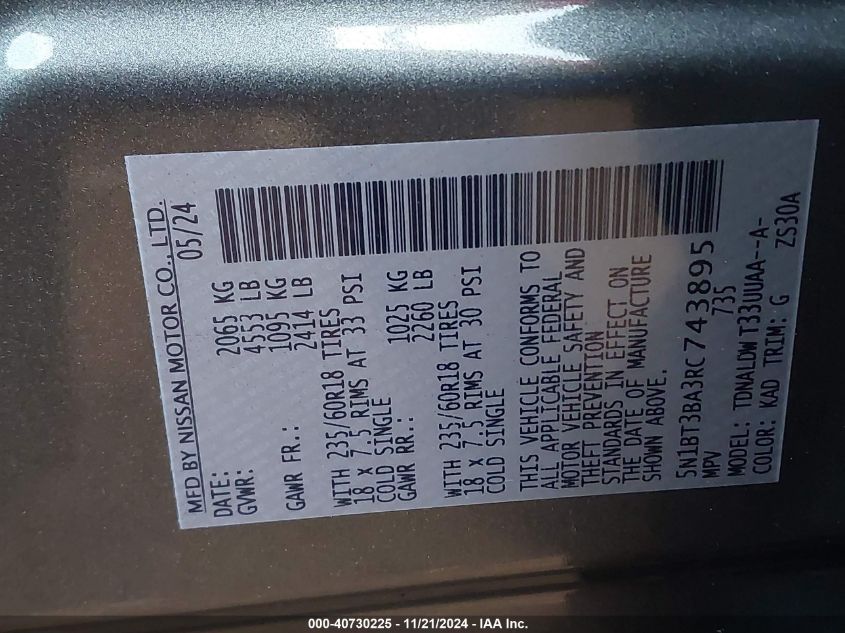 MFD BY NISSAN MOTOR CO., LTD.
DATE: 05/24
GVWR: 2065 KG
4553 LB
GAWR FR.: 1095 KG
2414 LB
WITH 235/60R18 TIRES
18 x 7.5 RIMS AT 33 PSI
COLD SINGLE
GAWR RR.: 1025 KG
2260 LB
WITH 235/60R18 TIRES
18 x 7.5 RIMS AT 30 PSI
COLD SINGLE
THIS VEHICLE CONFORMS TO
ALL APPLICABLE FEDERAL
MOTOR VEHICLE SAFETY AND
THEFT PREVENTION
STANDARDS IN EFFECT ON
THE DATE OF MANUFACTURE
SHOWN ABOVE.
5N1BT3BA3RC743895
MPV 735
MODEL: TDNALDW T33UUAA--A-
COLOR: KAD TRIM: G ZS30A
000-40730225 - 11/21/2024 - IAA Inc.